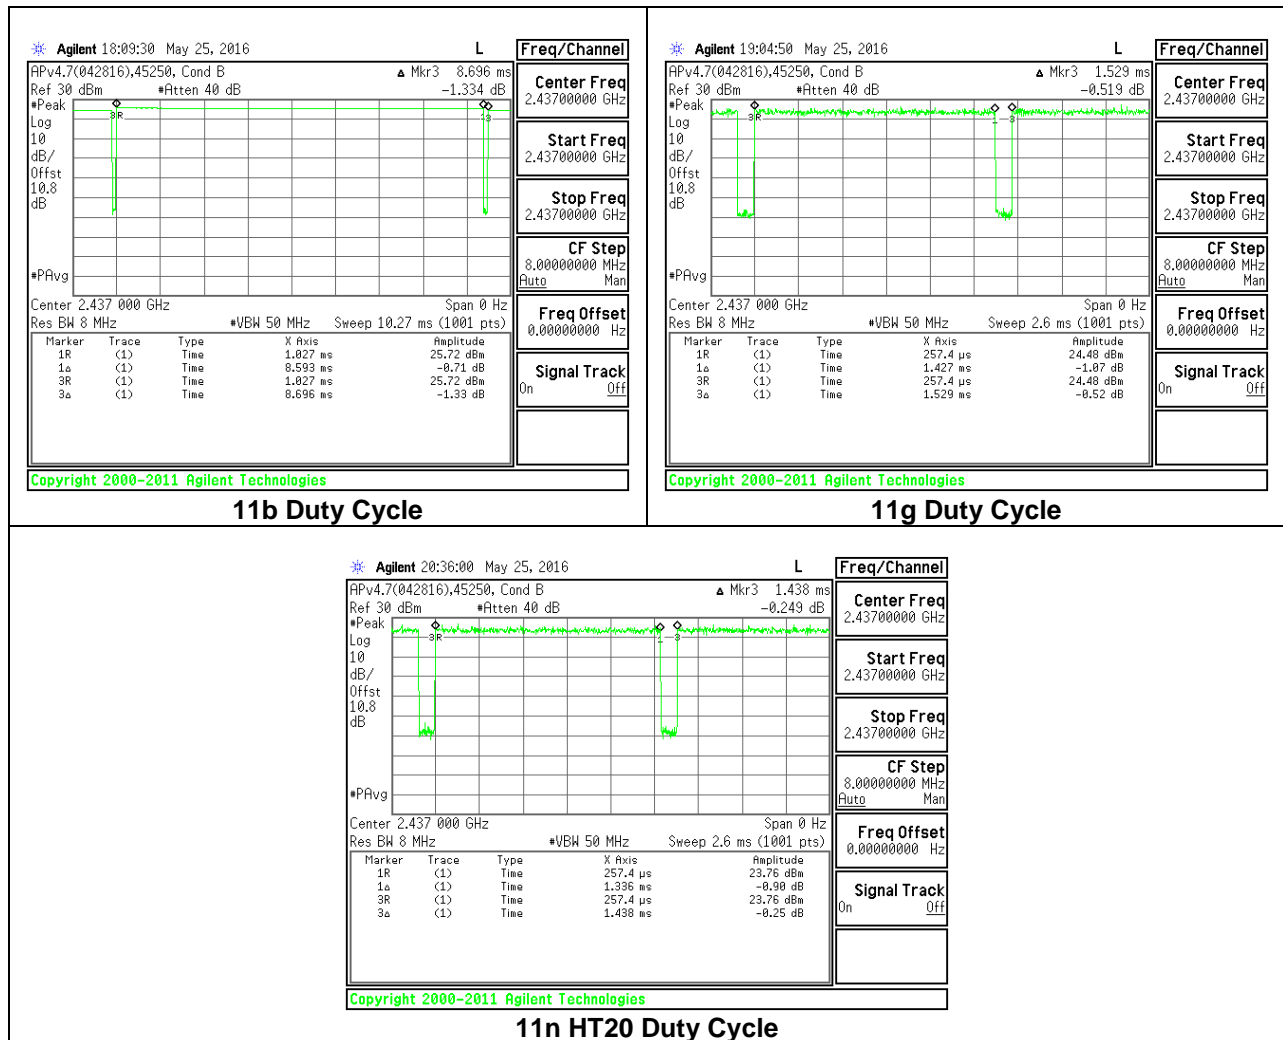 Agilent 18:09:30 May 25, 2016 L Freq/Channel
APv4.7(042816),45250, Cond B Δ Mkr3 8.696 ms
Ref 30 dBm #Atten 40 dB -1.334 dB
#Peak
Log
10
dB/
Offst
10.8
dB
#PAvg
3R
3
Center 2.437 000 GHz Span 0 Hz
Res BW 8 MHz #VBW 50 MHz Sweep 10.27 ms (1001 pts)
Marker Trace Type X Axis Amplitude
1R (1) Time 1.027 ms 25.72 dBm
1Δ (1) Time 8.593 ms -0.71 dB
3R (1) Time 1.027 ms 25.72 dBm
3Δ (1) Time 8.696 ms -1.33 dB
Center Freq
2.43700000 GHz
Start Freq
2.43700000 GHz
Stop Freq
2.43700000 GHz
CF Step
8.00000000 MHz
Auto Man
Freq Offset
0.00000000 Hz
Signal Track
On Off
Copyright 2000-2011 Agilent Technologies
11b Duty Cycle
Agilent 19:04:50 May 25, 2016 L Freq/Channel
APv4.7(042816),45250, Cond B Δ Mkr3 1.529 ms
Ref 30 dBm #Atten 40 dB -0.519 dB
#Peak
Log
10
dB/
Offst
10.8
dB
#PAvg
3R
1 3
Center 2.437 000 GHz Span 0 Hz
Res BW 8 MHz #VBW 50 MHz Sweep 2.6 ms (1001 pts)
Marker Trace Type X Axis Amplitude
1R (1) Time 257.4 µs 24.48 dBm
1Δ (1) Time 1.427 ms -1.07 dB
3R (1) Time 257.4 µs 24.48 dBm
3Δ (1) Time 1.529 ms -0.52 dB
Center Freq
2.43700000 GHz
Start Freq
2.43700000 GHz
Stop Freq
2.43700000 GHz
CF Step
8.00000000 MHz
Auto Man
Freq Offset
0.00000000 Hz
Signal Track
On Off
Copyright 2000-2011 Agilent Technologies
11g Duty Cycle
Agilent 20:36:00 May 25, 2016 L Freq/Channel
APv4.7(042816),45250, Cond B Δ Mkr3 1.438 ms
Ref 30 dBm #Atten 40 dB -0.249 dB
#Peak
Log
10
dB/
Offst
10.8
dB
#PAvg
3R
1 3
Center 2.437 000 GHz Span 0 Hz
Res BW 8 MHz #VBW 50 MHz Sweep 2.6 ms (1001 pts)
Marker Trace Type X Axis Amplitude
1R (1) Time 257.4 µs 23.76 dBm
1Δ (1) Time 1.336 ms -0.90 dB
3R (1) Time 257.4 µs 23.76 dBm
3Δ (1) Time 1.438 ms -0.25 dB
Center Freq
2.43700000 GHz
Start Freq
2.43700000 GHz
Stop Freq
2.43700000 GHz
CF Step
8.00000000 MHz
Auto Man
Freq Offset
0.00000000 Hz
Signal Track
On Off
Copyright 2000-2011 Agilent Technologies
11n HT20 Duty Cycle